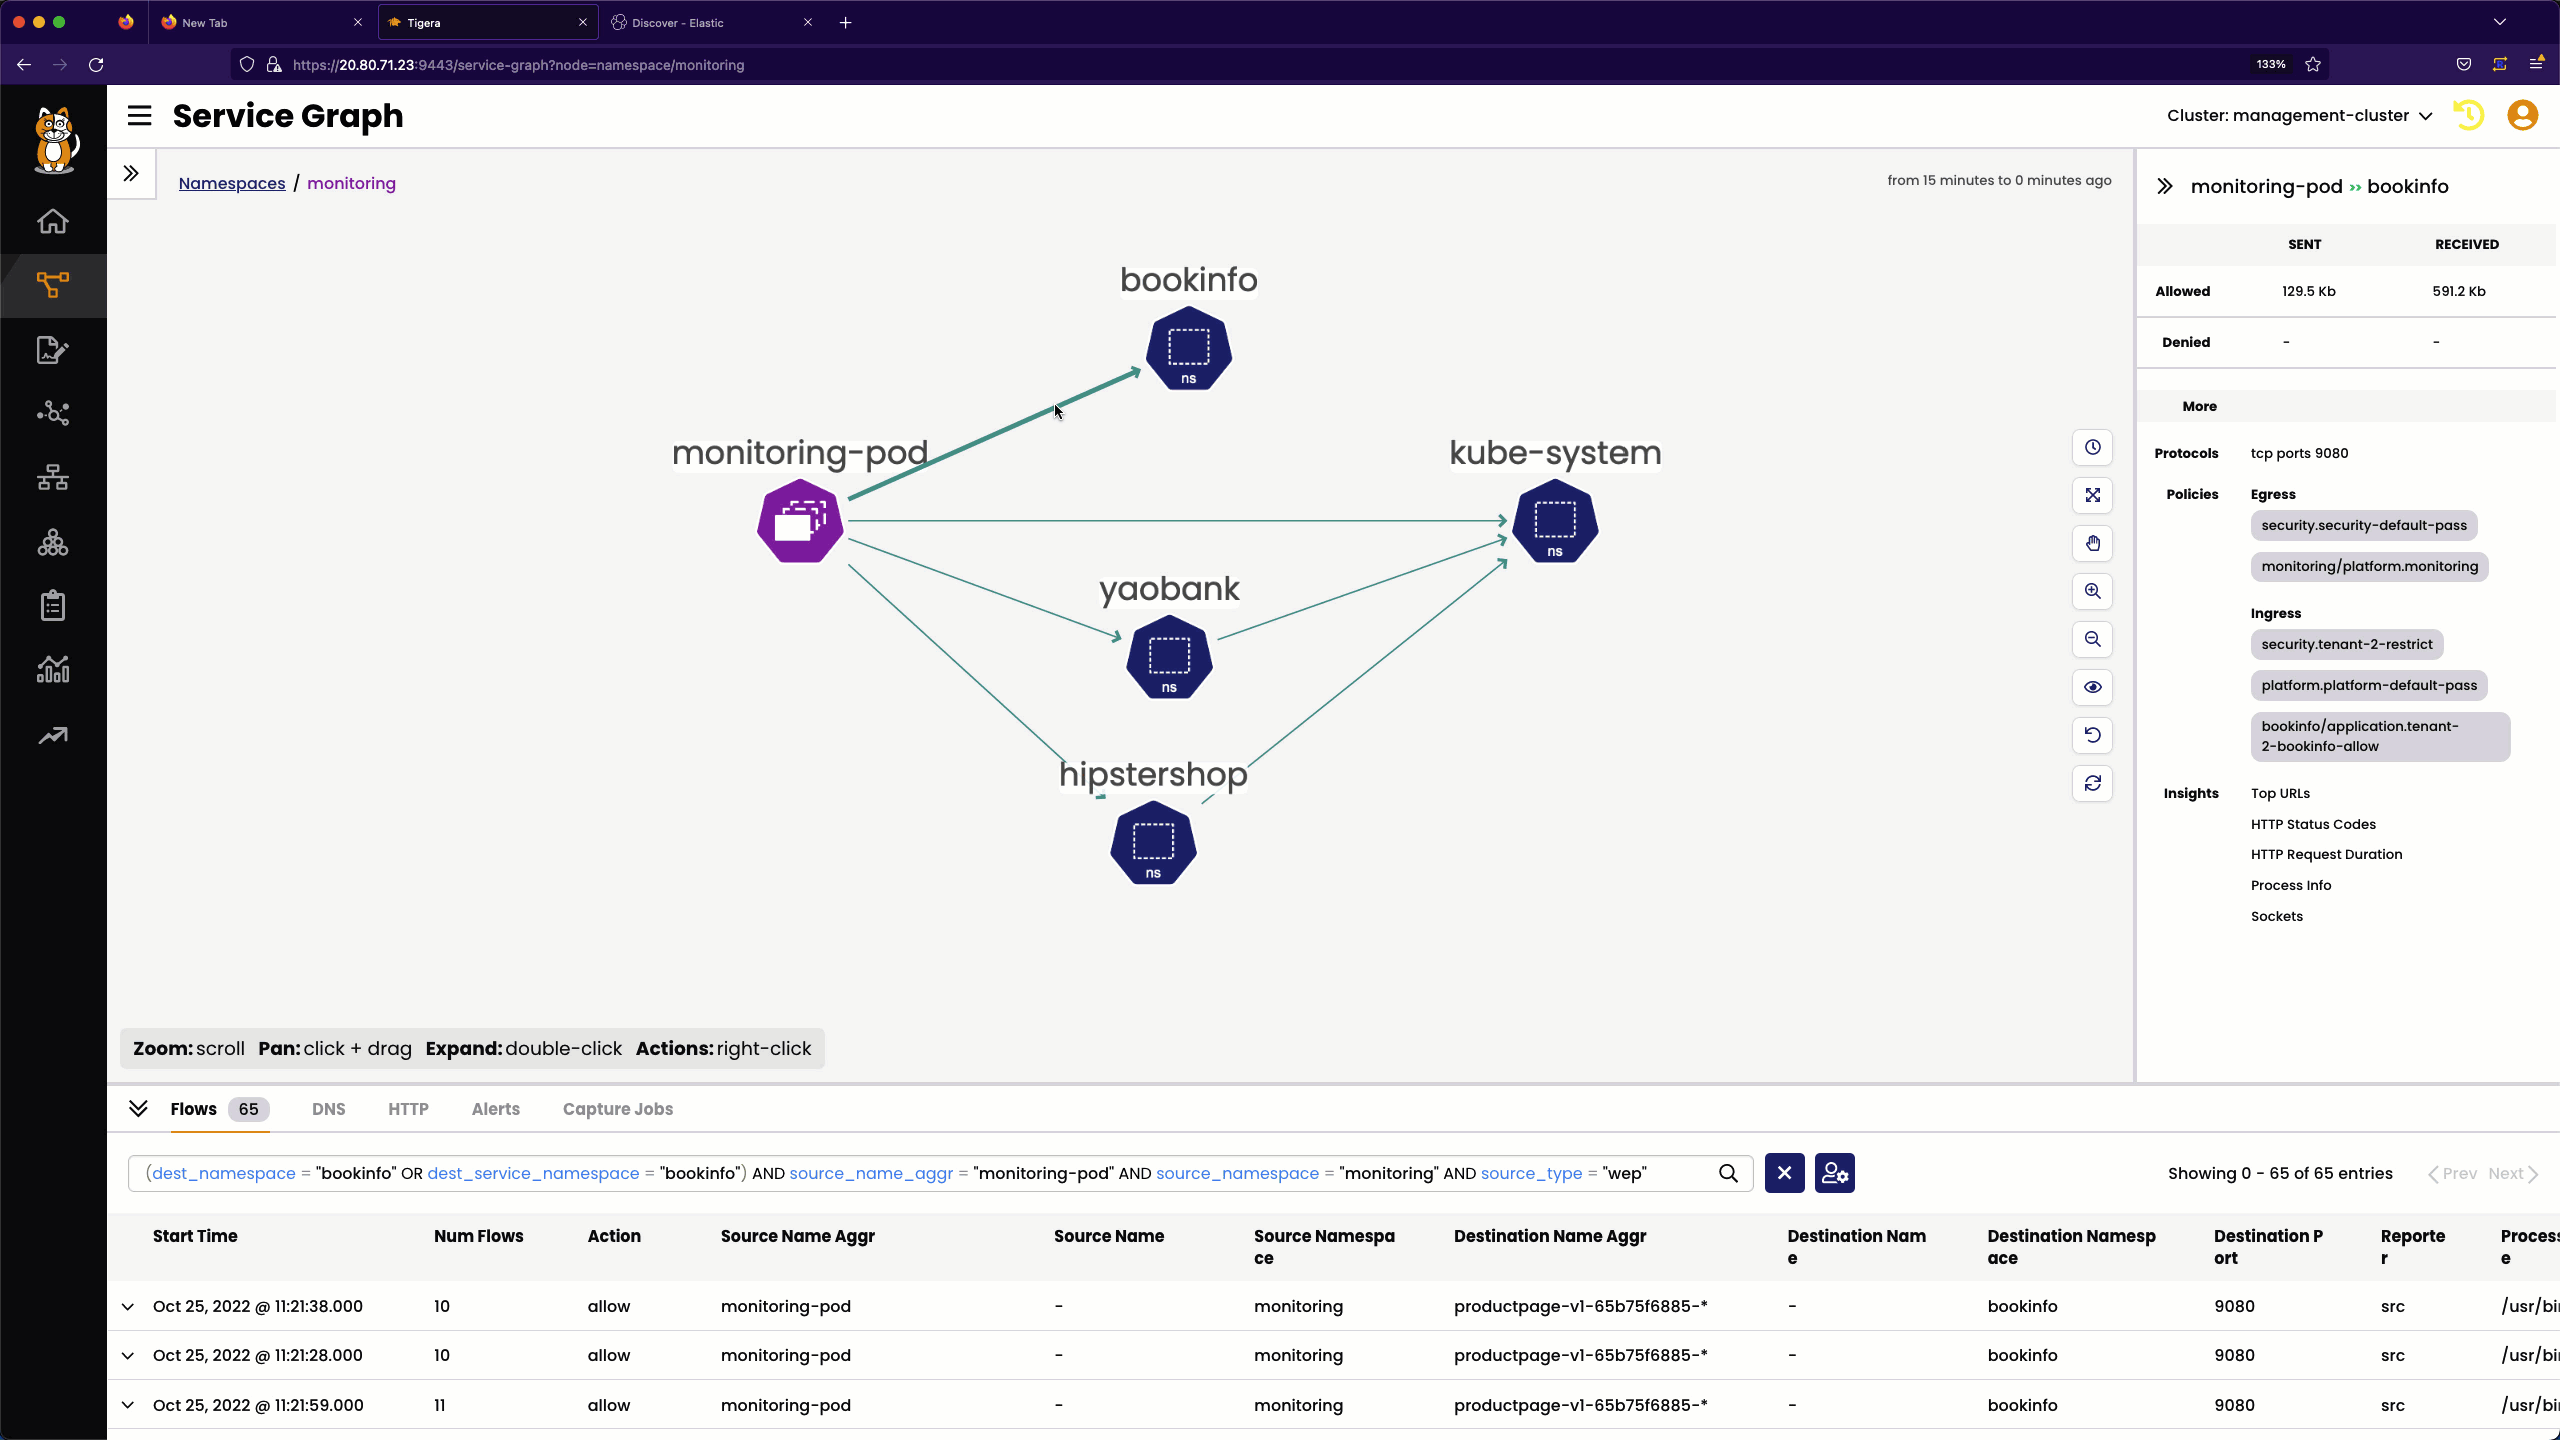 New Tab
Tigera
Discover - Elastic
https://20.80.71.23:9443/service-graph?node=namespace/monitoring
133%
Service Graph
Cluster: management-cluster
Namespaces / monitoring
from 15 minutes to 0 minutes ago
bookinfo
ns
monitoring-pod
kube-system
ns
yaobank
ns
hipstershop
ns
Zoom: scroll Pan: click + drag Expand: double-click Actions: right-click
monitoring-pod >> bookinfo
SENT RECEIVED
Allowed 129.5 Kb 591.2 Kb
Denied - -
More
Protocols tcp ports 9080
Policies Egress
security.security-default-pass
monitoring/platform.monitoring
Ingress
security.tenant-2-restrict
platform.platform-default-pass
bookinfo/application.tenant-
2-bookinfo-allow
Insights Top URLs
HTTP Status Codes
HTTP Request Duration
Process Info
Sockets
Flows 65 DNS HTTP Alerts Capture Jobs
(dest_namespace = "bookinfo" OR dest_service_namespace = "bookinfo") AND source_name_aggr = "monitoring-pod" AND source_namespace = "monitoring" AND source_type = "wep"
Showing 0 - 65 of 65 entries Prev Next
Start Time Num Flows Action Source Name Aggr Source Name Source Namespa Destination Name Aggr Destination Nam Destination Namesp Destination P Reporte Process
ce e ace ort r e
Oct 25, 2022 @ 11:21:38.000 10 allow monitoring-pod - monitoring productpage-v1-65b75f6885-* - bookinfo 9080 src /usr/bi
Oct 25, 2022 @ 11:21:28.000 10 allow monitoring-pod - monitoring productpage-v1-65b75f6885-* - bookinfo 9080 src /usr/bi
Oct 25, 2022 @ 11:21:59.000 11 allow monitoring-pod - monitoring productpage-v1-65b75f6885-* - bookinfo 9080 src /usr/bi